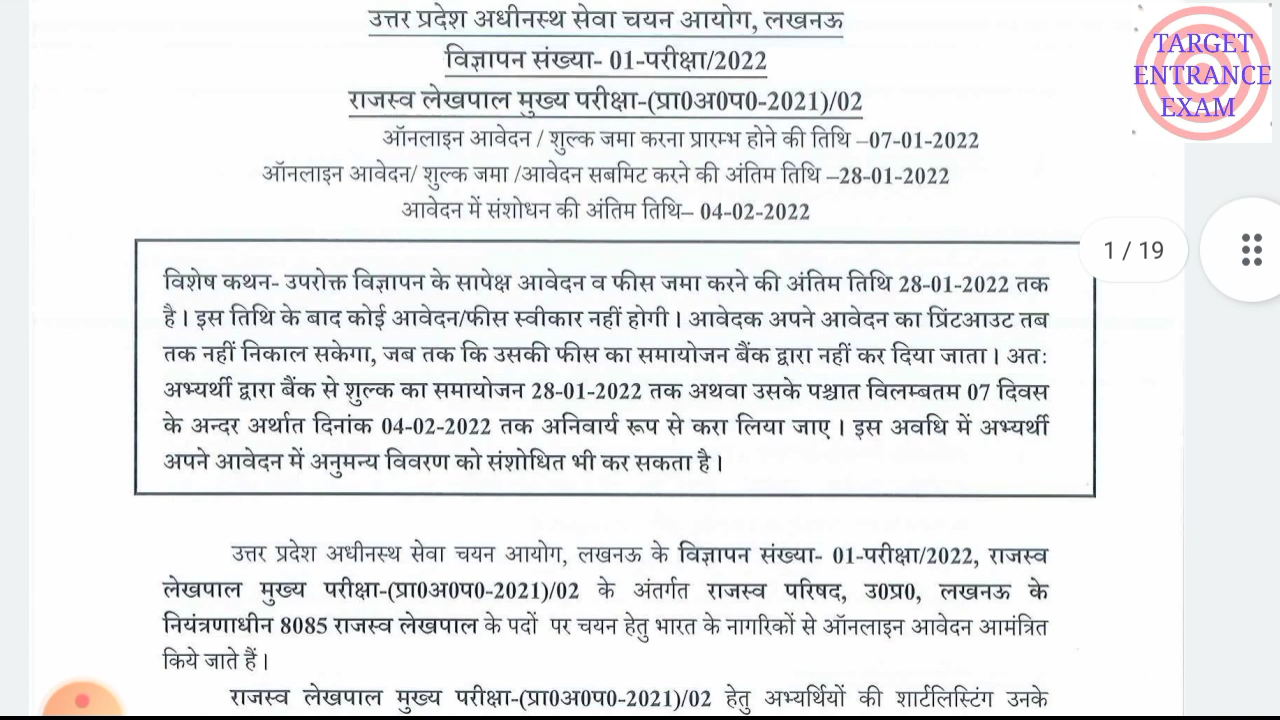 उत्तर प्रदेश अधीनस्थ सेवा चयन आयोग, लखनऊ
विज्ञापन संख्या- 01-परीक्षा/2022
राजस्व लेखपाल मुख्य परीक्षा-(प्रा0अ0प0-2021)/02
ऑनलाइन आवेदन / शुल्क जमा करना प्रारम्भ होने की तिथि –07-01-2022
ऑनलाइन आवेदन/ शुल्क जमा /आवेदन सबमिट करने की अंतिम तिथि –28-01-2022
आवेदन में संशोधन की अंतिम तिथि– 04-02-2022
TARGET
ENTRANCE
EXAM
1 / 19
विशेष कथन- उपरोक्त विज्ञापन के सापेक्ष आवेदन व फीस जमा करने की अंतिम तिथि 28-01-2022 तक
है। इस तिथि के बाद कोई आवेदन/फीस स्वीकार नहीं होगी। आवेदक अपने आवेदन का प्रिंटआउट तब
तक नहीं निकाल सकेगा, जब तक कि उसकी फीस का समायोजन बैंक द्वारा नहीं कर दिया जाता। अतः
अभ्यर्थी द्वारा बैंक से शुल्क का समायोजन 28-01-2022 तक अथवा उसके पश्चात विलम्बतम 07 दिवस
के अन्दर अर्थात दिनांक 04-02-2022 तक अनिवार्य रूप से करा लिया जाए। इस अवधि में अभ्यर्थी
अपने आवेदन में अनुमन्य विवरण को संशोधित भी कर सकता है।
उत्तर प्रदेश अधीनस्थ सेवा चयन आयोग, लखनऊ के विज्ञापन संख्या- 01-परीक्षा/2022, राजस्व
लेखपाल मुख्य परीक्षा-(प्रा0अ0प0-2021)/02 के अंतर्गत राजस्व परिषद, उ0प्र0, लखनऊ के
नियंत्रणाधीन 8085 राजस्व लेखपाल के पदों पर चयन हेतु भारत के नागरिकों से ऑनलाइन आवेदन आमंत्रित
किये जाते हैं।
राजस्व लेखपाल मुख्य परीक्षा-(प्रा0अ0प0-2021)/02 हेतु अभ्यर्थियों की शार्टलिस्टिंग उनके